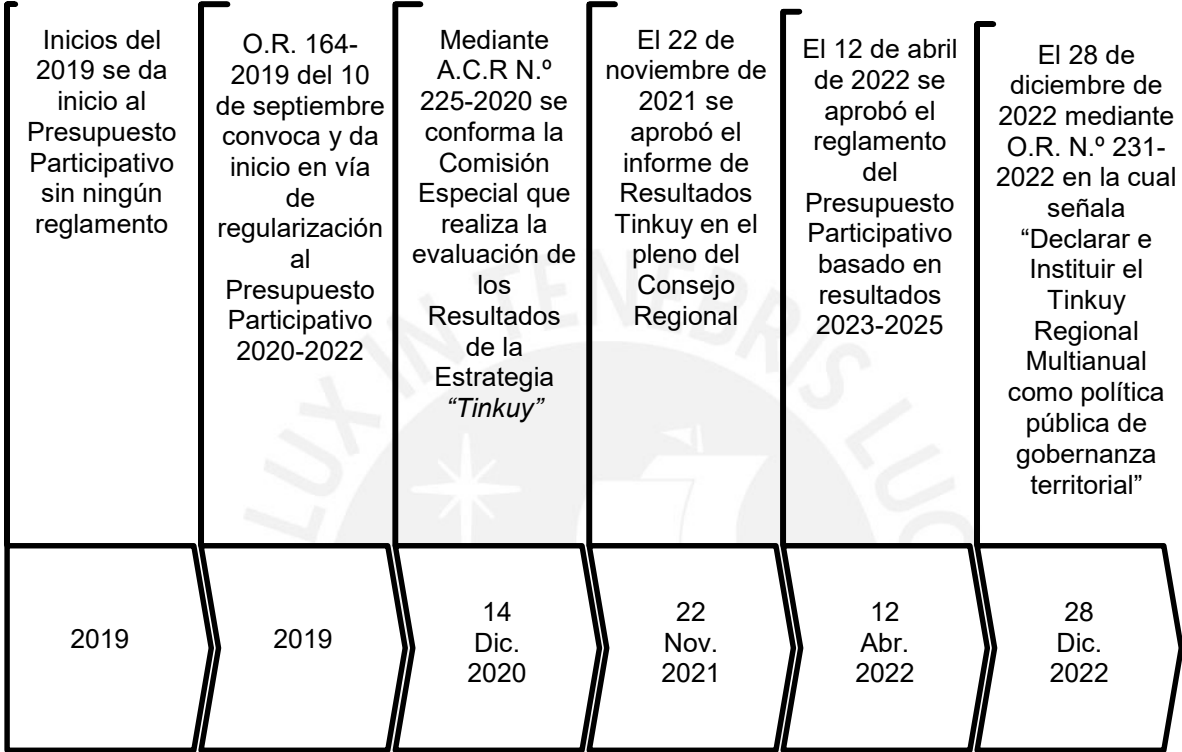 Inicios del
2019 se da
inicio al
Presupuesto
Participativo
sin ningún
reglamento
O.R. 164-
2019 del 10
de septiembre
convoca y da
inicio en vía
de
regularización
al
Presupuesto
Participativo
2020-2022
Mediante
A.C.R N.º
225-2020 se
conforma la
Comisión
Especial que
realiza la
evaluación de
los
Resultados
de la
Estrategia
“Tinkuy”
El 22 de
noviembre de
2021 se
aprobó el
informe de
Resultados
Tinkuy en el
pleno del
Consejo
Regional
El 12 de abril
de 2022 se
aprobó el
reglamento
del
Presupuesto
Participativo
basado en
resultados
2023-2025
El 28 de
diciembre de
2022 mediante
O.R. N.º 231-
2022 en la cual
señala
“Declarar e
Instituir el
Tinkuy
Regional
Multianual
como política
pública de
gobernanza
territorial”
2019
2019
14
Dic.
2020
22
Nov.
2021
12
Abr.
2022
28
Dic.
2022
LUX IN TENEBRIS LUC